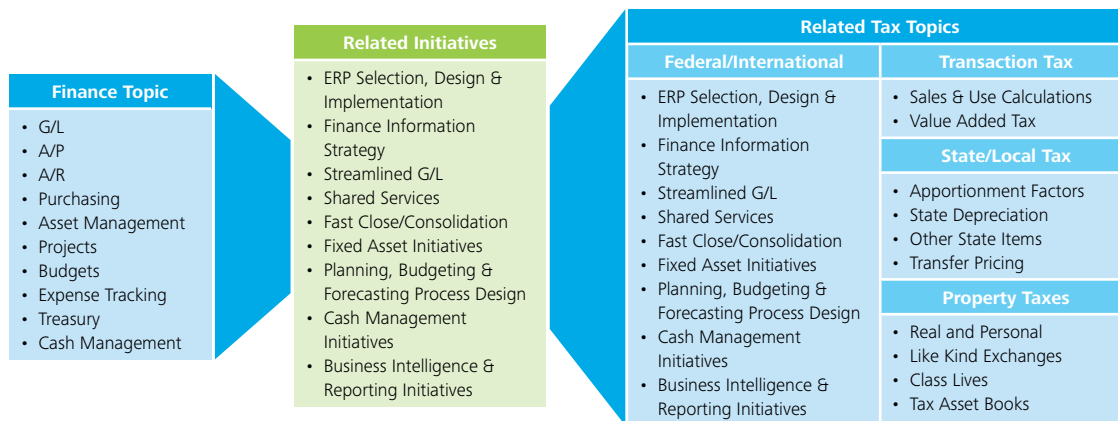 Finance Topic
• G/L
• A/P
• A/R
• Purchasing
• Asset Management
• Projects
• Budgets
• Expense Tracking
• Treasury
• Cash Management
Related Initiatives
• ERP Selection, Design &
Implementation
• Finance Information
Strategy
• Streamlined G/L
• Shared Services
• Fast Close/Consolidation
• Fixed Asset Initiatives
• Planning, Budgeting &
Forecasting Process Design
• Cash Management
Initiatives
• Business Intelligence &
Reporting Initiatives
Related Tax Topics
Federal/International
• ERP Selection, Design &
Implementation
• Finance Information
Strategy
• Streamlined G/L
• Shared Services
• Fast Close/Consolidation
• Fixed Asset Initiatives
• Planning, Budgeting &
Forecasting Process Design
• Cash Management
Initiatives
• Business Intelligence &
Reporting Initiatives
Transaction Tax
• Sales & Use Calculations
• Value Added Tax
State/Local Tax
• Apportionment Factors
• State Depreciation
• Other State Items
• Transfer Pricing
Property Taxes
• Real and Personal
• Like Kind Exchanges
• Class Lives
• Tax Asset Books